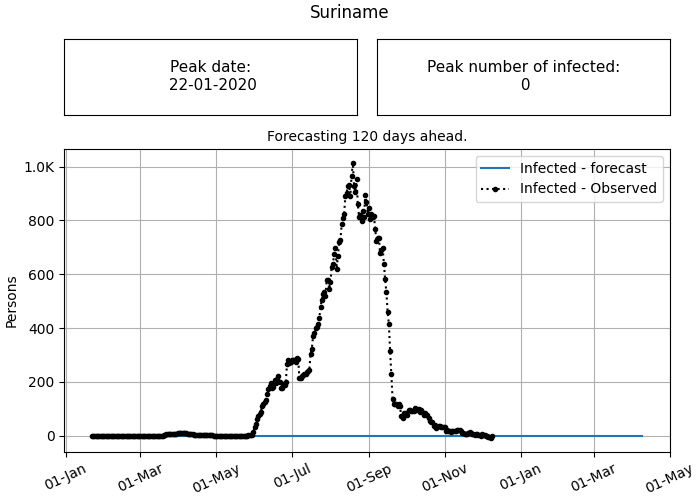 Suriname
Peak date:
22-01-2020
Peak number of infected:
0
Forecasting 120 days ahead.
Infected - forecast
Infected - Observed
Persons
1.0K
800
600
400
200
0
01-Jan
01-Mar
01-May
01-Jul
01-Sep
01-Nov
01-Jan
01-Mar
01-May